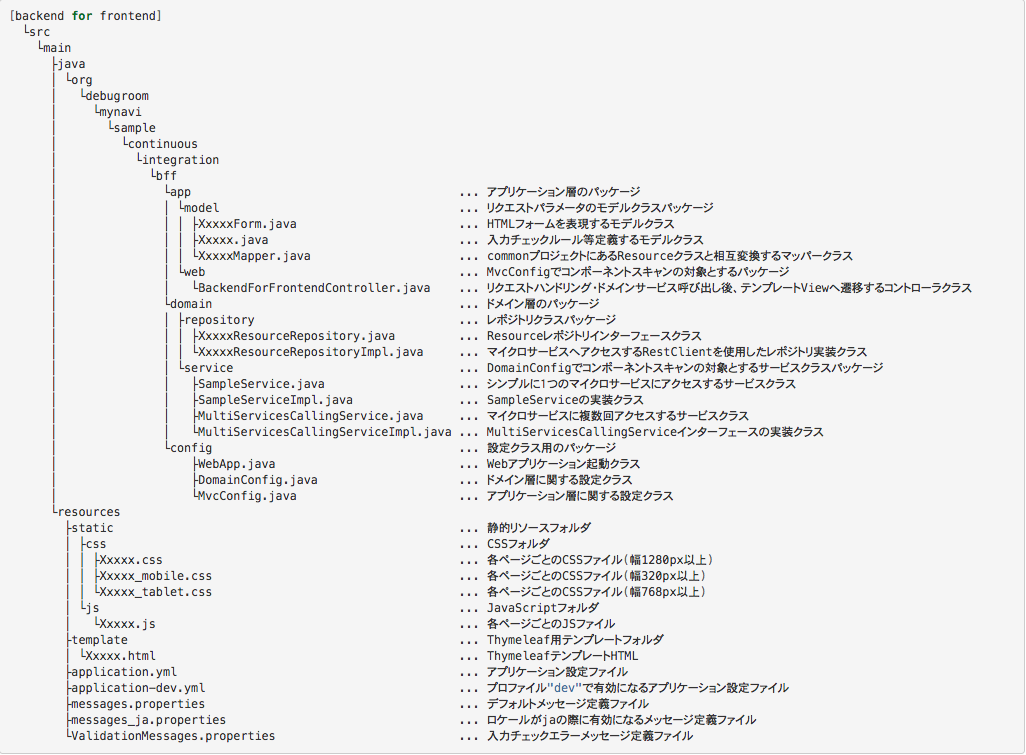 [backend for frontend]
└src
└main
├java
│ └org
│ └debugroom
│ └mynavi
│ └sample
│ └continuous
│ └integration
│ └bff
│ └app ... アプリケーション層のパッケージ
│ │ └model ... リクエストパラメータのモデルクラスパッケージ
│ │ │ ├XxxxxForm.java ... HTMLフォームを表現するモデルクラス
│ │ │ ├Xxxxx.java ... 入力チェックルール等定義するモデルクラス
│ │ │ └XxxxxMapper.java ... commonプロジェクトにあるResourceクラスと相互変換するマッパークラス
│ │ └web ... MvcConfigでコンポーネントスキャンの対象とするパッケージ
│ │ └BackendForFrontendController.java ... リクエストハンドリング・ドメインサービス呼び出し後、テンプレートViewへ遷移するコントローラクラス
│ └domain ... ドメイン層のパッケージ
│ │ ├repository ... レポジトリクラスパッケージ
│ │ │ ├XxxxxResourceRepository.java ... Resourceレポジトリインターフェースクラス
│ │ │ └XxxxxResourceRepositoryImpl.java ... マイクロサービスへアクセスするRestClientを使用したレポジトリ実装クラス
│ │ └service ... DomainConfigでコンポーネントスキャンの対象とするサービスクラスパッケージ
│ │ ├SampleService.java ... シンプルに1つのマイクロサービスにアクセスするサービスクラス
│ │ ├SampleServiceImpl.java ... SampleServiceの実装クラス
│ │ ├MultiServicesCallingService.java ... マイクロサービスに複数回アクセスするサービスクラス
│ │ └MultiServicesCallingServiceImpl.java ... MultiServicesCallingServiceインターフェースの実装クラス
│ └config ... 設定クラス用のパッケージ
│ ├WebApp.java ... Webアプリケーション起動クラス
│ ├DomainConfig.java ... ドメイン層に関する設定クラス
│ └MvcConfig.java ... アプリケーション層に関する設定クラス
└resources
├static ... 静的リソースフォルダ
│ ├css ... CSSフォルダ
│ │ ├Xxxxx.css ... 各ページごとのCSSファイル(幅1280px以上)
│ │ ├Xxxxx_mobile.css ... 各ページごとのCSSファイル(幅320px以上)
│ │ └Xxxxx_tablet.css ... 各ページごとのCSSファイル(幅768px以上)
│ └js ... JavaScriptフォルダ
│ └Xxxxx.js ... 各ページごとのJSファイル
├template ... Thymeleaf用テンプレートフォルダ
│ └Xxxxx.html ... ThymeleafテンプレートHTML
├application.yml ... アプリケーション設定ファイル
├application-dev.yml ... プロファイル"dev"で有効になるアプリケーション設定ファイル
├messages.properties ... デフォルトメッセージ定義ファイル
├messages_ja.properties ... ロケールがjaの際に有効になるメッセージ定義ファイル
└ValidationMessages.properties ... 入力チェックエラーメッセージ定義ファイル